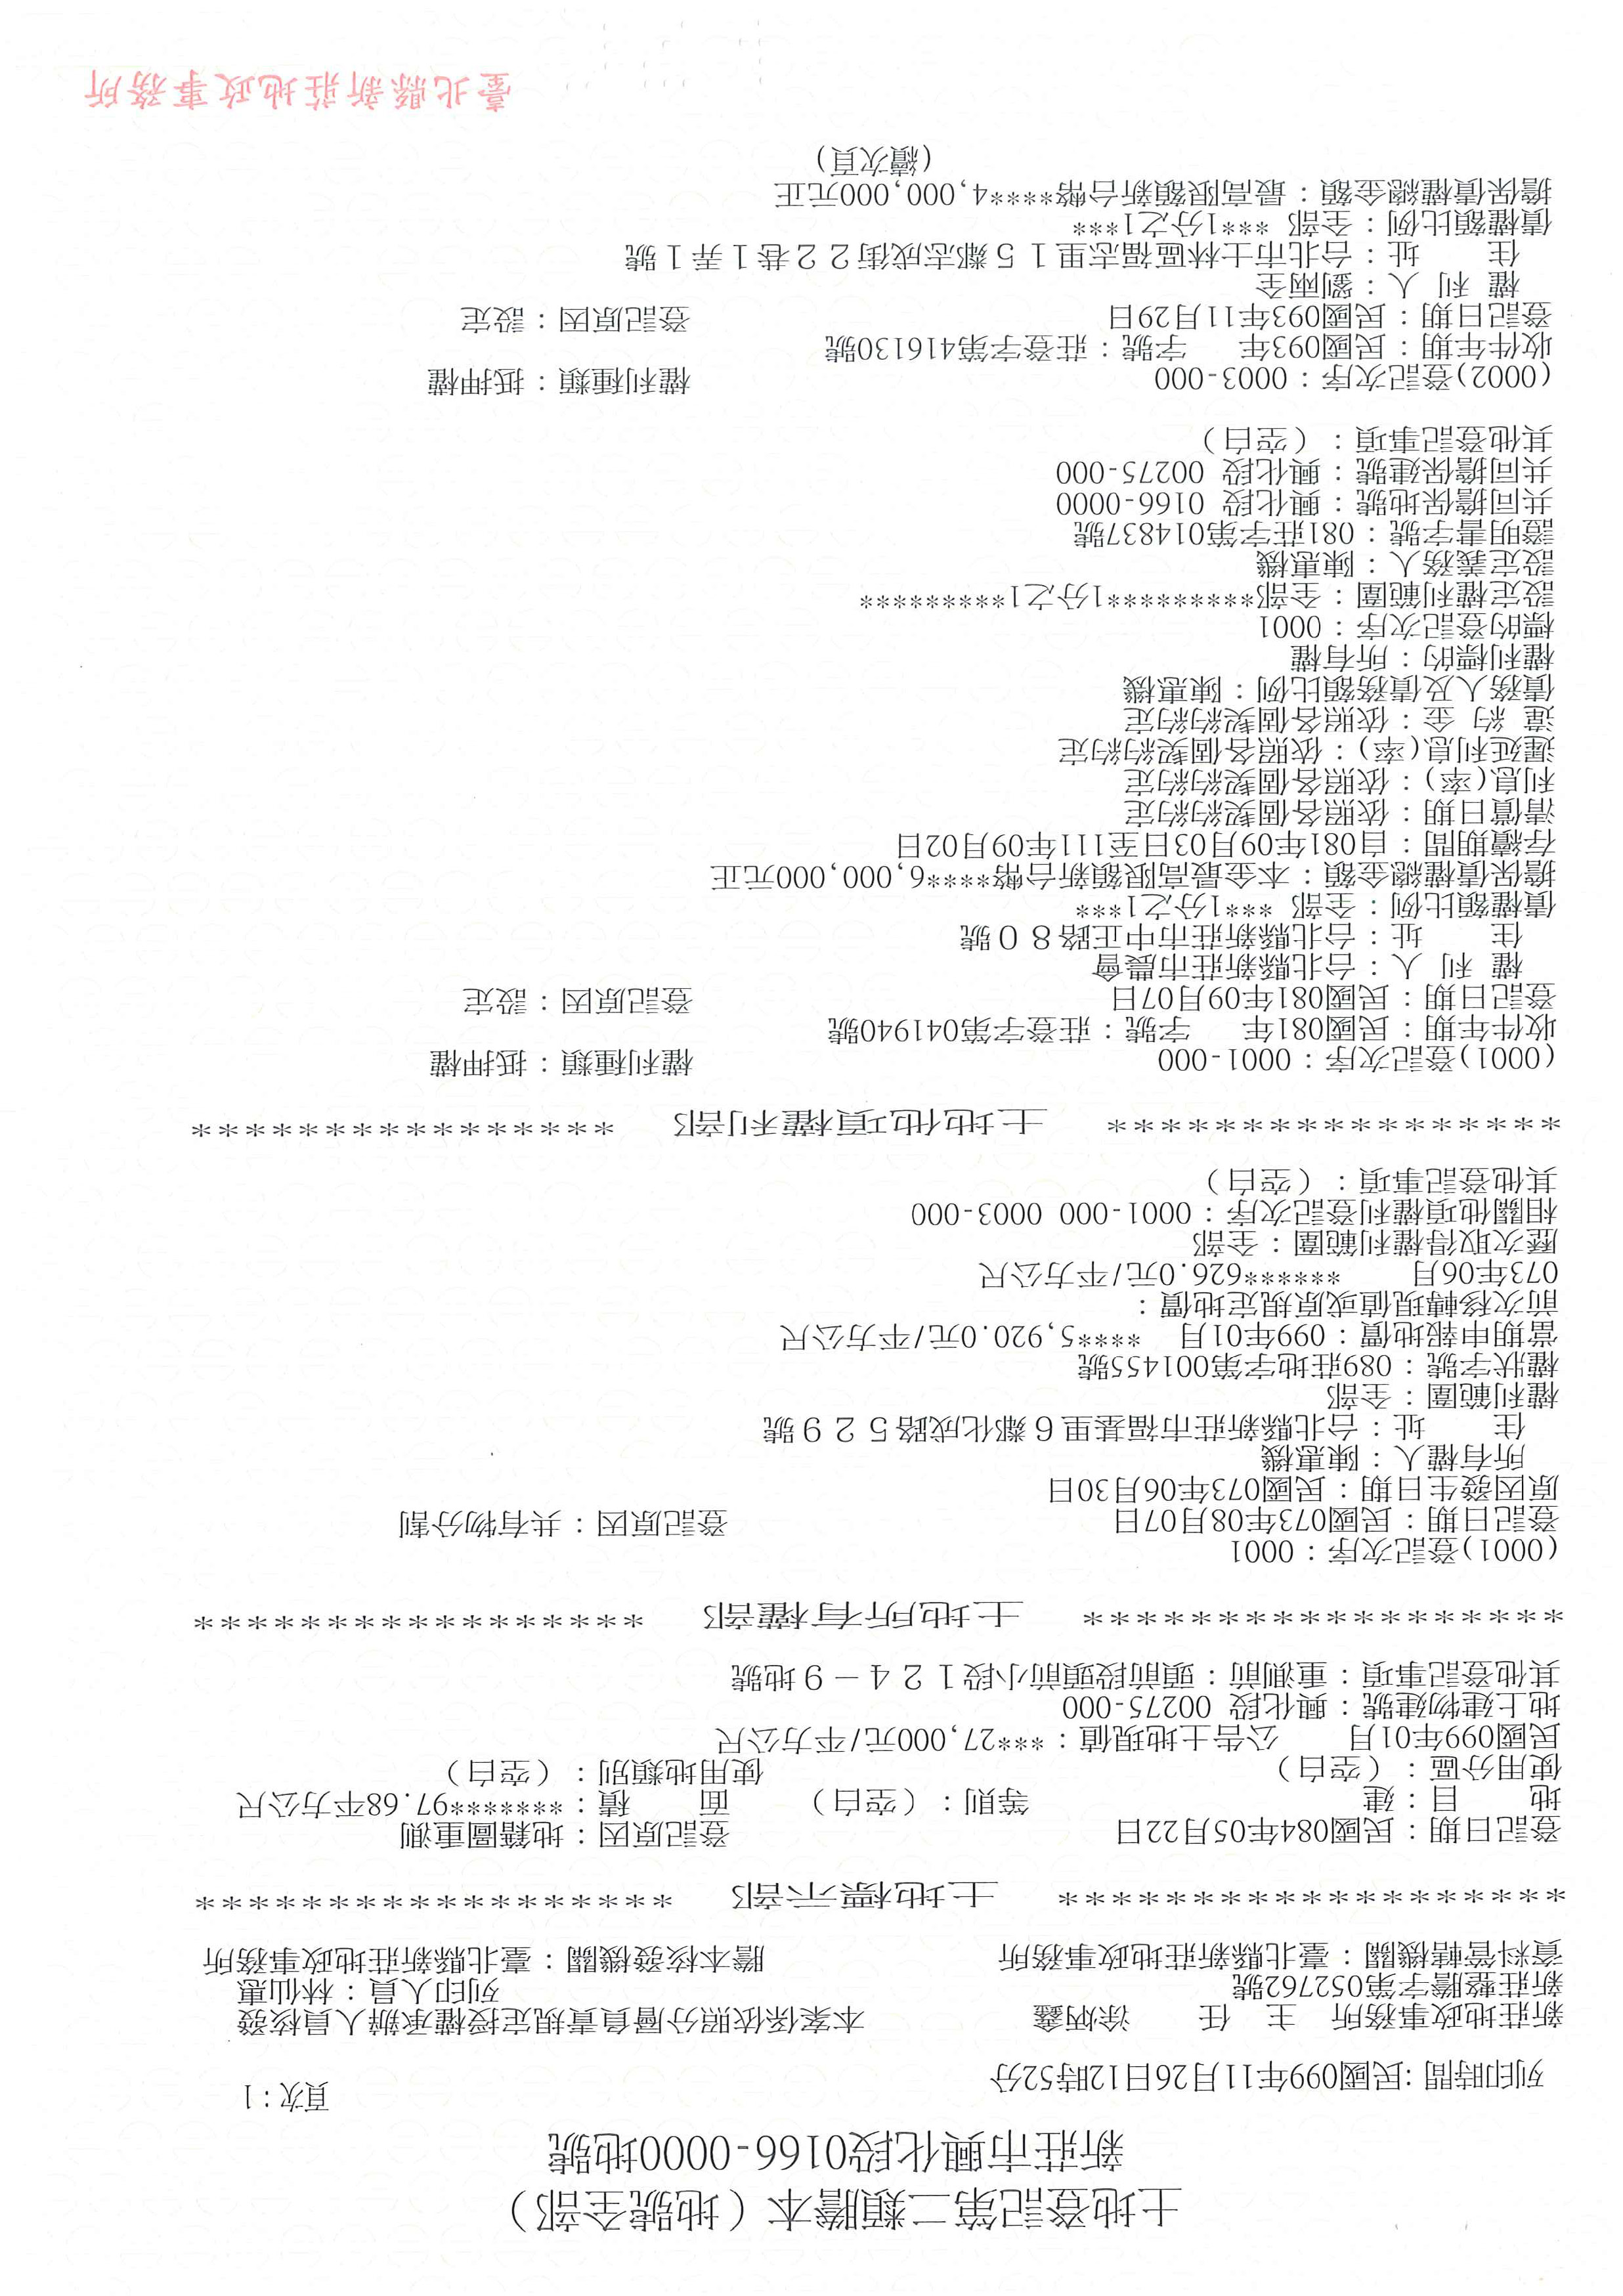 土地登記第二類謄本（地號全部）
新莊市興化段0166-0000地號
列印時間：民國099年11月26日12時52分
頁次：1
新莊地政事務所 主 任 徐炳鑫 本案係依照分層負責規定授權承辦人員核發
新莊整謄字第052762號 列印人員：林仙惠
資料管轄機關：臺北縣新莊地政事務所 謄本核發機關：臺北縣新莊地政事務所
******************* 土地標示部 ******************
登記日期：民國084年05月22日 登記原因：地籍圖重測
地 目：建 等則：（空白） 面 積：*******97.68平方公尺
使用分區：（空白） 使用地類別：（空白）
民國099年01月 公告土地現值：***27,000元/平方公尺
地上建物建號：興化段 00275-000
其他登記事項：重測前：頭前段頭前小段１２４－９地號
****************** 土地所有權部 *****************
(0001)登記次序：0001
登記日期：民國073年08月07日 登記原因：共有物分割
原因發生日期：民國073年06月30日
所有權人：陳惠機
住 址：台北縣新莊市福基里６鄰化成路５２９號
權利範圍：全部
權狀字號：089莊地字第001455號
當期申報地價：099年01月 ****5,920.0元/平方公尺
前次移轉現值或原規定地價：
073年06月 ******626.0元/平方公尺
歷次取得權利範圍：全部
相關他項權利登記次序：0001-000 0003-000
其他登記事項：（空白）
***************** 土地他項權利部 ****************
(0001)登記次序：0001-000 權利種類：抵押權
收件年期：民國081年 字號：莊登字第041940號
登記日期：民國081年09月07日 登記原因：設定
權 利 人：台北縣新莊市農會
住 址：台北縣新莊市中正路８０號
債權額比例：全部 ***1分之1***
擔保債權總金額：本金最高限額新台幣****6,000,000元正
存續期間：自081年09月03日至111年09月02日
清償日期：依照各個契約約定
利息(率)：依照各個契約約定
遲延利息(率)：依照各個契約約定
違 約 金：依照各個契約約定
債務人及債務額比例：陳惠機
權利標的：所有權
標的登記次序：0001
設定權利範圍：全部*********1分之1*********
設定義務人：陳惠機
證明書字號：081莊字第014837號
共同擔保地號：興化段 0166-0000
共同擔保建號：興化段 00275-000
其他登記事項：（空白）
(0002)登記次序：0003-000 權利種類：抵押權
收件年期：民國093年 字號：莊登字第416130號
登記日期：民國093年11月29日 登記原因：設定
權 利 人：劉兩全
住 址：台北市士林區福志里１５鄰志成街２２巷１弄１號
債權額比例：全部 ***1分之1***
擔保債權總金額：最高限額新台幣****4,000,000元正
（續次頁）
臺北縣新莊地政事務所